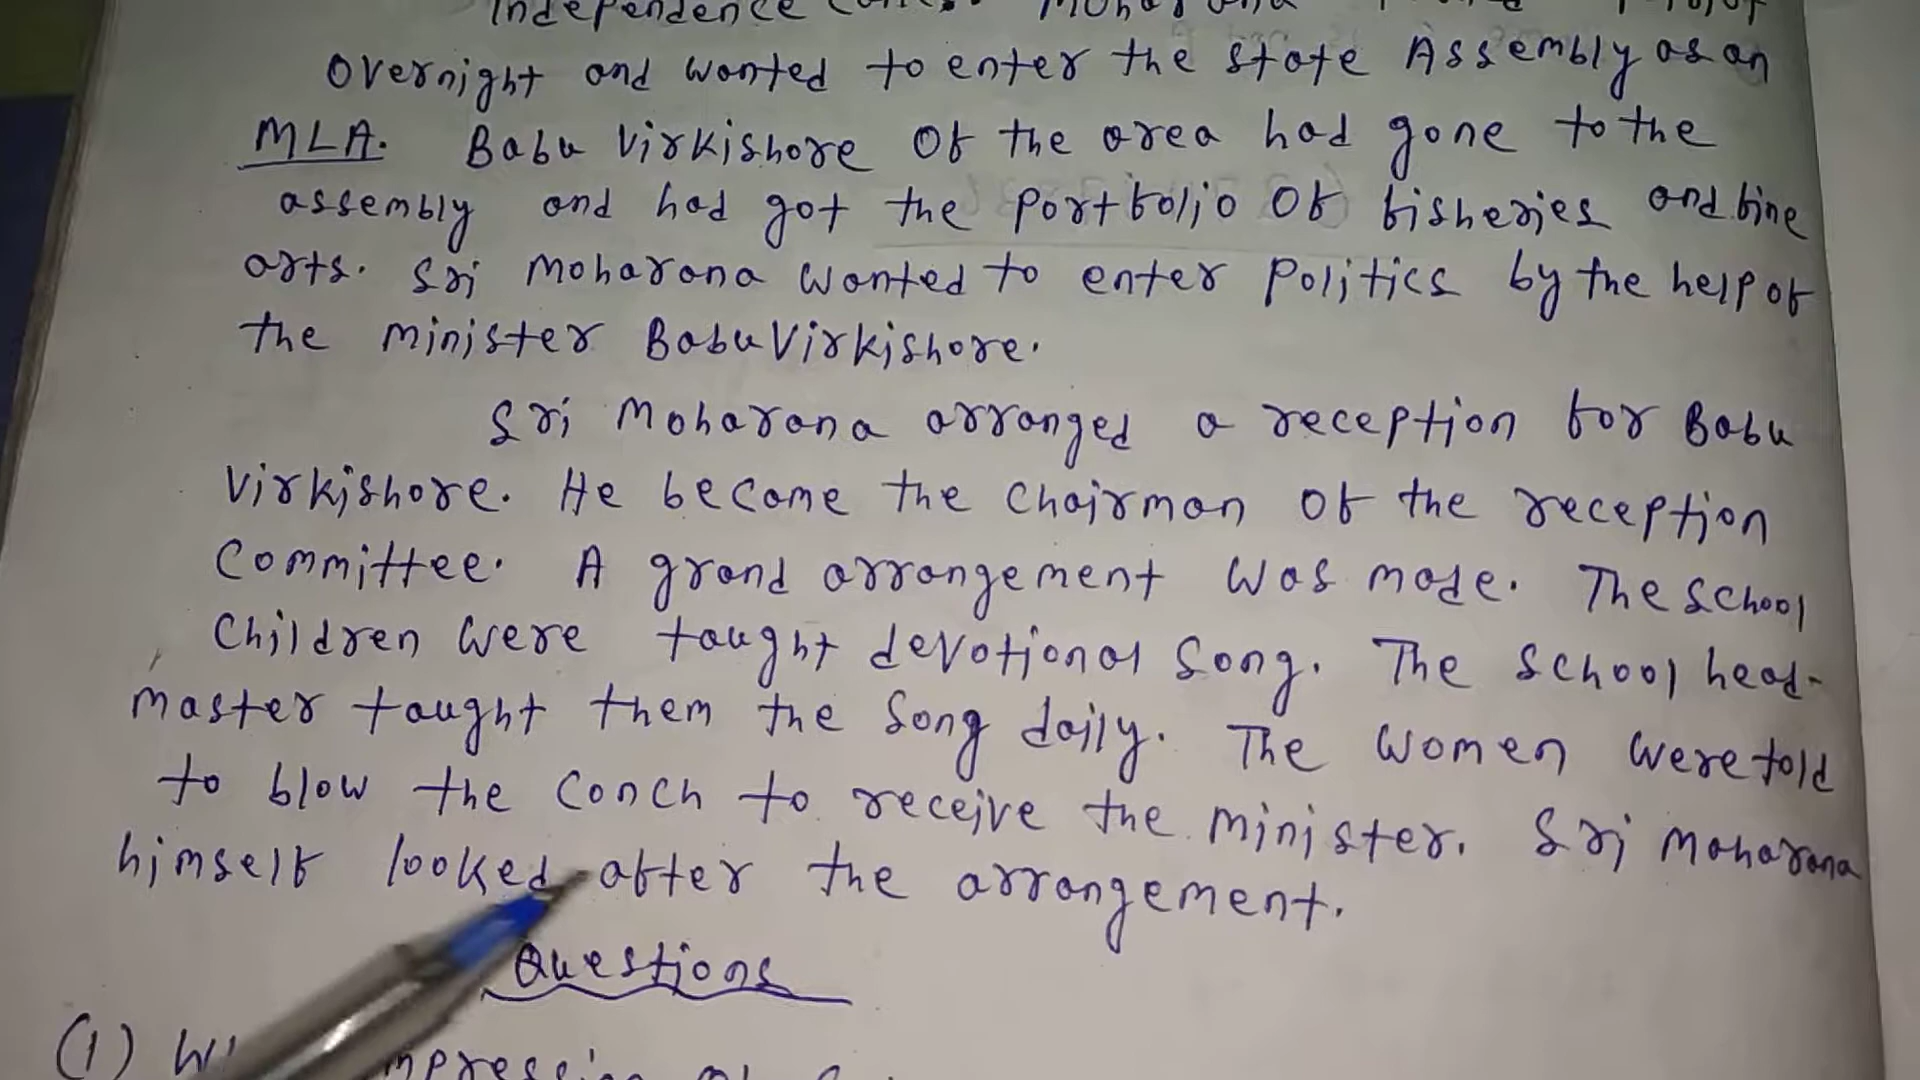 Independence
Overnight and wanted to enter the state Assembly as an
MLA. Babu Virkishore of the area had gone to the
assembly and had got the portfolio of fisheries and fine
arts. Sri Moharana wanted to enter Politics by the help of
the minister Babu Virkishore.
Sri Moharana arranged a reception for Babu
Virkishore. He became the Chairman of the reception
Committee. A grand arrangement was made. The School
Children were taught devotional Song. The School head-
master taught them the Song daily. The women were told
to blow the conch to receive the minister. Sri Moharana
himself looked after the arrangement.
Questions
(1)